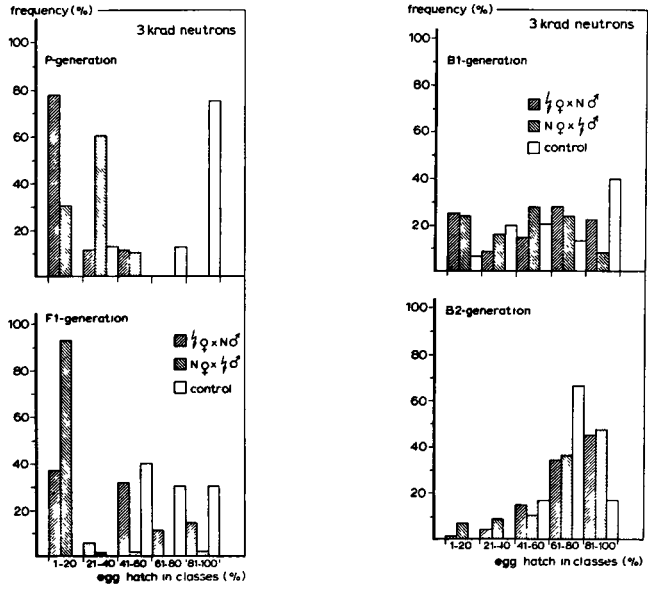 frequency (%)
3 krad neutrons
P-generation
100
80
60
40
20
F1-generation
100
80
60
40
20
♀ x N♂
N♀ x ♂
control
1-20 21-40 41-60 61-80 81-100
egg hatch in classes (%)
frequency (%)
3 krad neutrons
B1-generation
100
80
60
40
20
♀ x N♂
N♀ x ♂
control
B2-generation
100
80
60
40
20
1-20 21-40 41-60 61-80 81-100
egg hatch in classes (%)